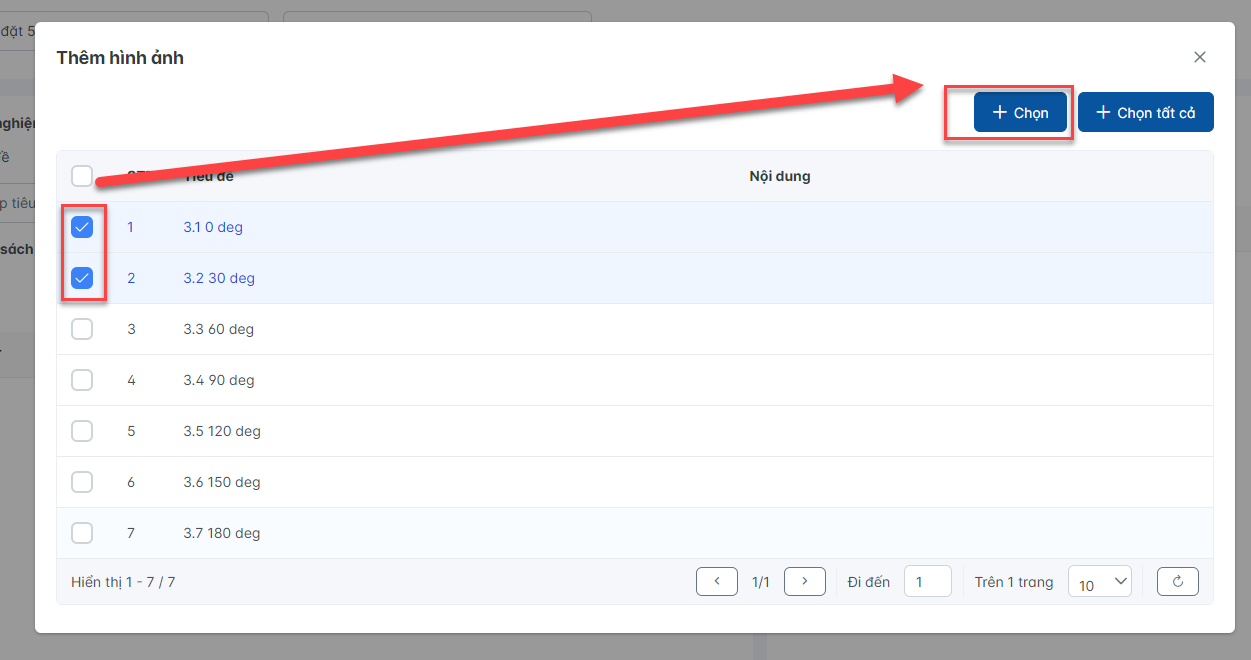 đặt 5
Thêm hình ảnh
Chọn
Chọn tất cả
Tiêu đề
Nội dung
1 3.1 0 deg
2 3.2 30 deg
3 3.3 60 deg
4 3.4 90 deg
5 3.5 120 deg
6 3.6 150 deg
7 3.7 180 deg
sách
Hiển thị 1 - 7 / 7
1/1
Đi đến 1
Trên 1 trang 10